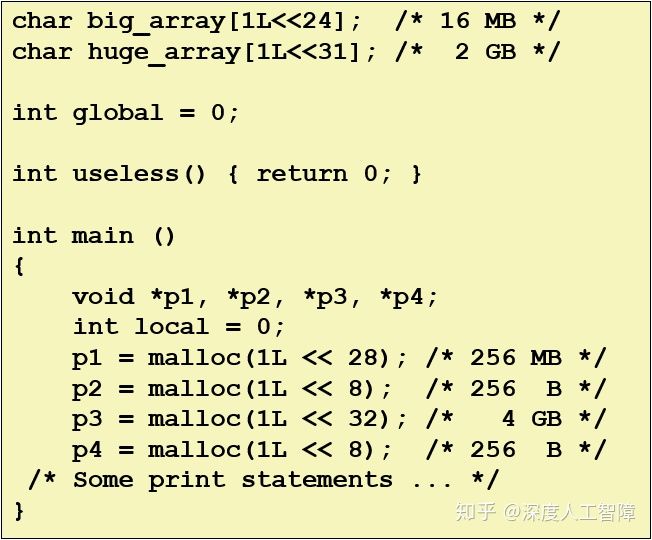 char big_array[1L<<24];  /* 16 MB */
char huge_array[1L<<31]; /*  2 GB */

int global = 0;

int useless() { return 0; }

int main ()
{
    void *p1, *p2, *p3, *p4;
    int local = 0;
    p1 = malloc(1L << 28); /* 256 MB */
    p2 = malloc(1L << 8);  /* 256  B */
    p3 = malloc(1L << 32); /*   4 GB */
    p4 = malloc(1L << 8);  /* 256  B */
 /* Some print statements ... */
}
知乎 @深度人工智障